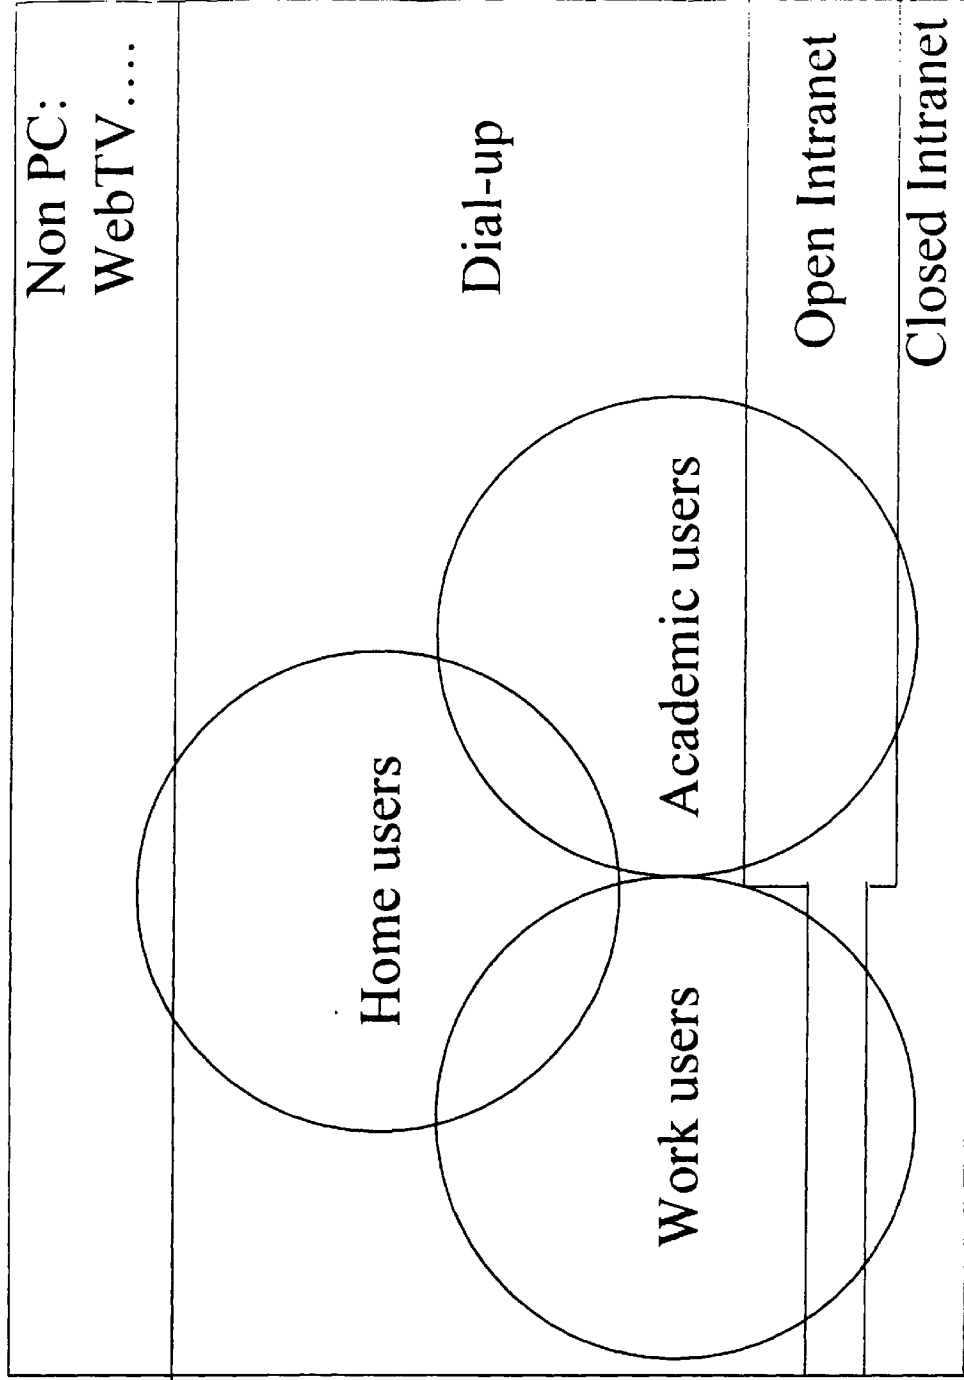 Non PC:
WebTV....
Dial-up
Home users
Work users
Academic users
Open Intranet
Closed Intranet